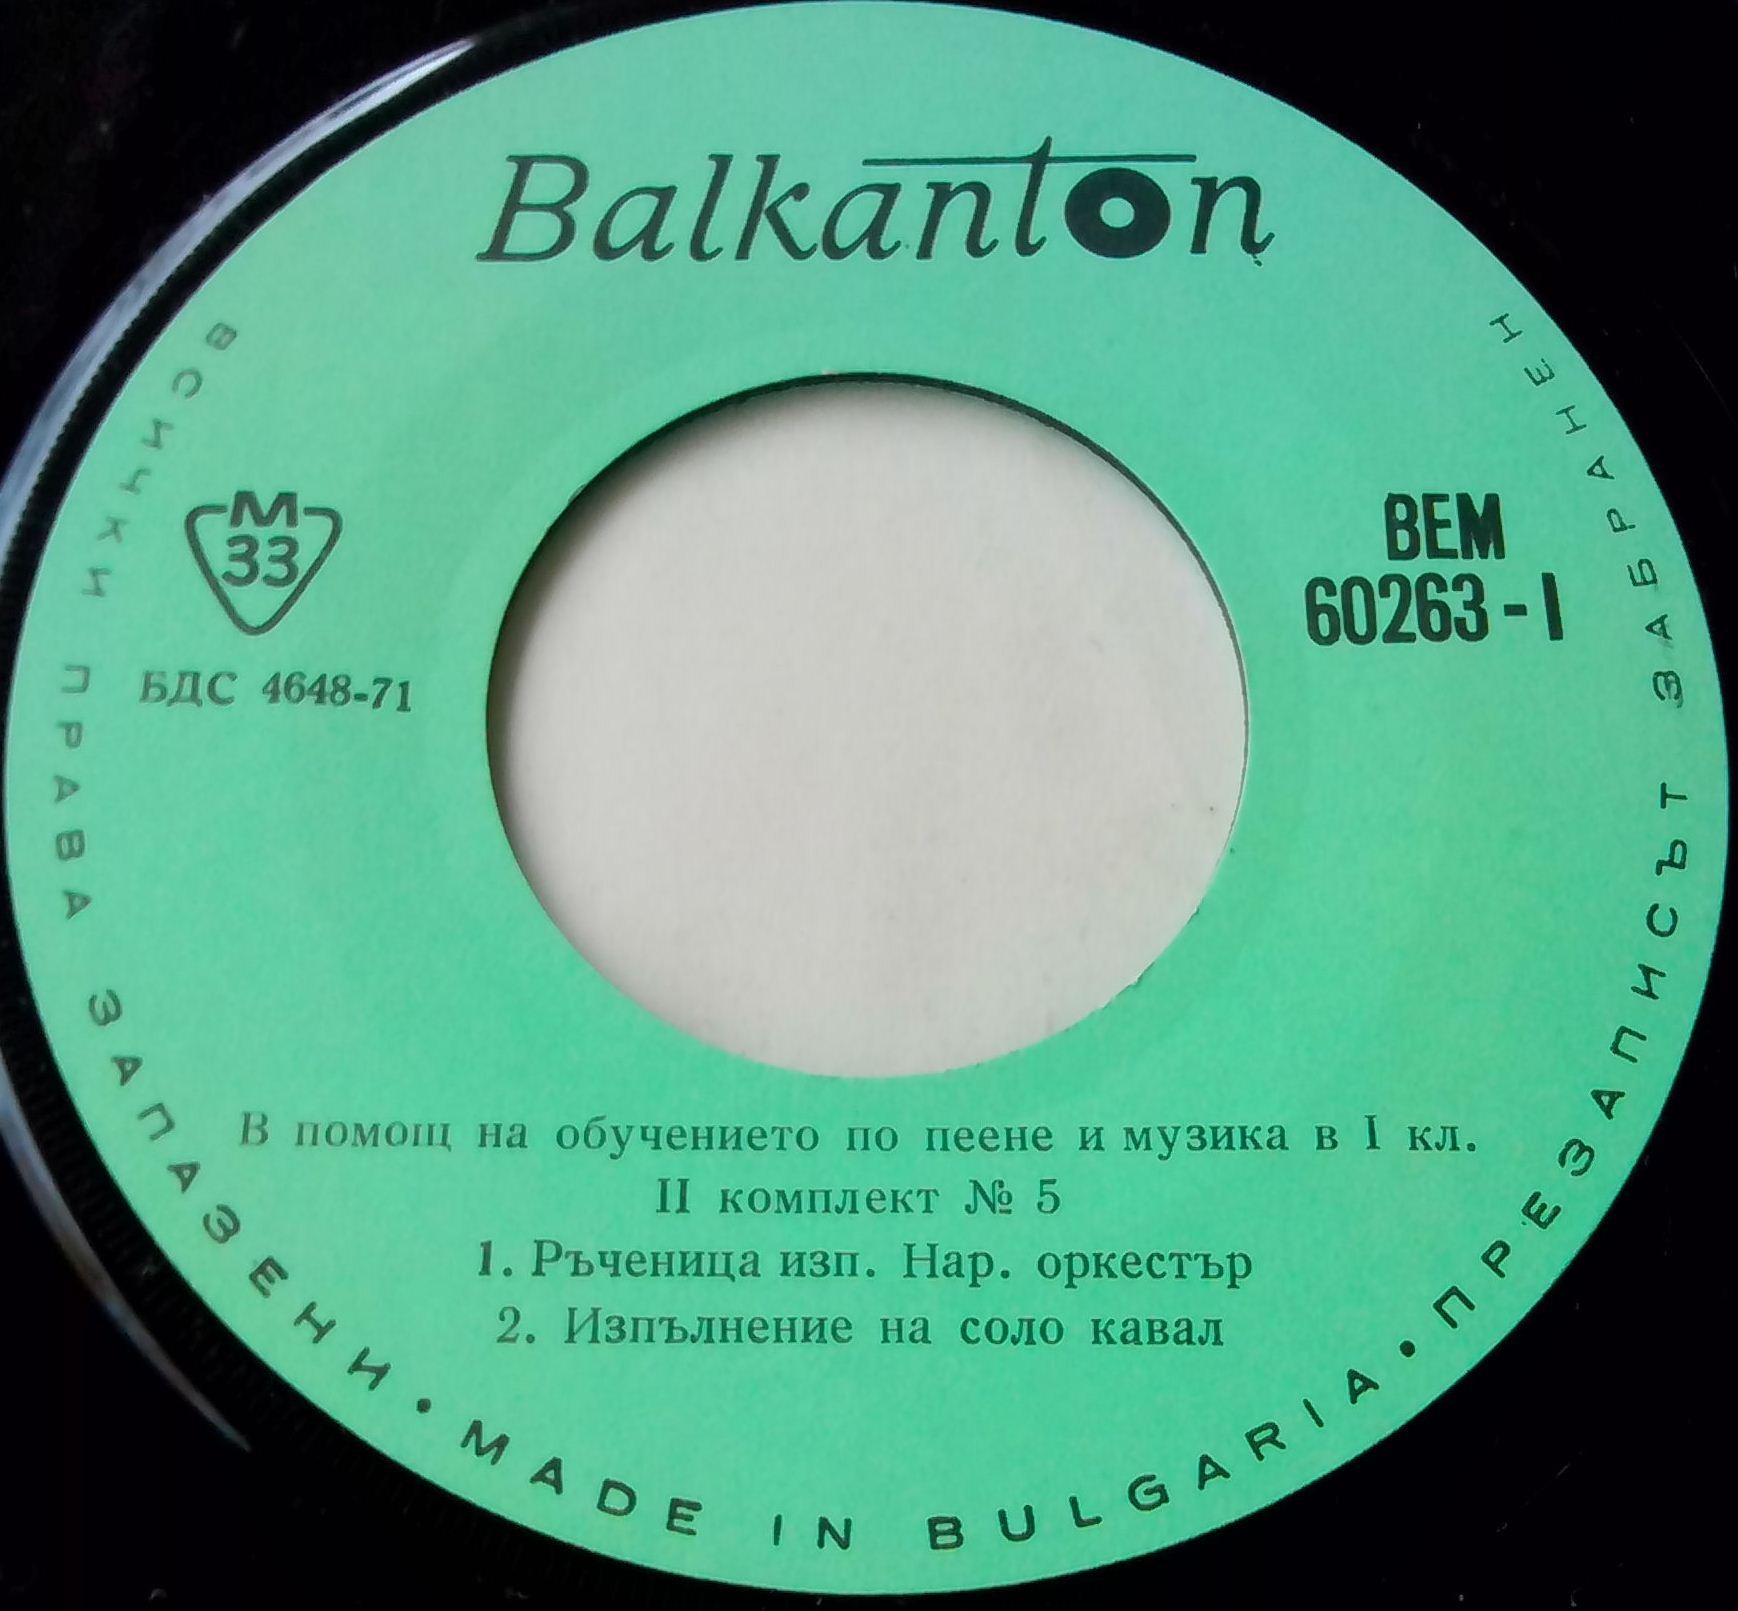 Balkanton
М
33
БДС 4648-71
ВЕМ
60263-I
В помощ на обучението по пеене и музика в I кл.
II комплект № 5
1. Ръченица изп. Нар. оркестър
2. Изпълнение на соло кавал
ВСИЧКИ ПРАВА ЗАПАЗЕНИ • MADE IN BULGARIA • ПРЕЗАПИСЪТ ЗАБРАНЕН